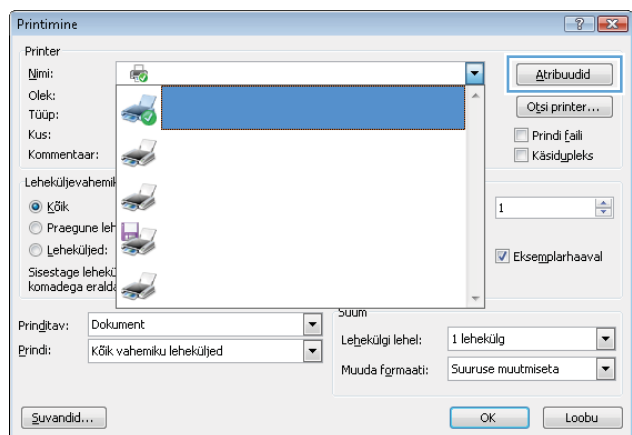 Printimine
Printer
Nimi:
Atribuudid
Olek:
Otsi printer...
Tüüp:
Kus:
Prindi faili
Kommentaar:
Käsidupleks
Leheküljevahemik
Kõik
1
Praegune leh
Leheküljed:
Eksemplarhaaval
Sisestage lehekü
komadega eralda
Suum
Prinditav: Dokument
Lehekülgi lehel: 1 lehekülg
Prindi: Kõik vahemiku leheküljed
Muuda formaati: Suuruse muutmiseta
Suvandid...
OK
Loobu